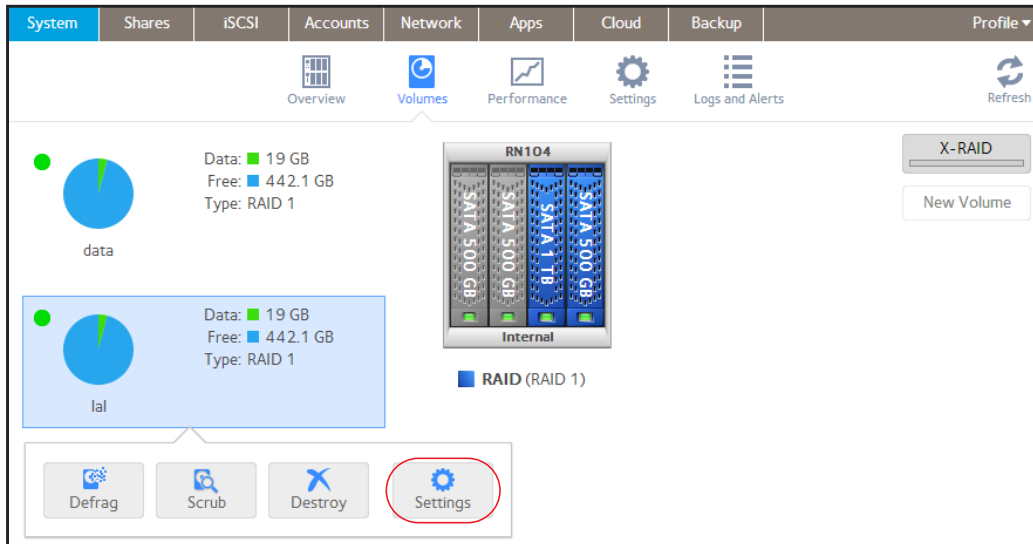 System Shares iSCSI Accounts Network Apps Cloud Backup Profile ▾
Overview Volumes Performance Settings Logs and Alerts Refresh
Data: 19 GB
Free: 442.1 GB
Type: RAID 1
data
RN104
SATA 500 GB
SATA 500 GB
SATA 1 TB
SATA 500 GB
Internal
RAID (RAID 1)
X-RAID
New Volume
Data: 19 GB
Free: 442.1 GB
Type: RAID 1
lal
Defrag Scrub Destroy Settings